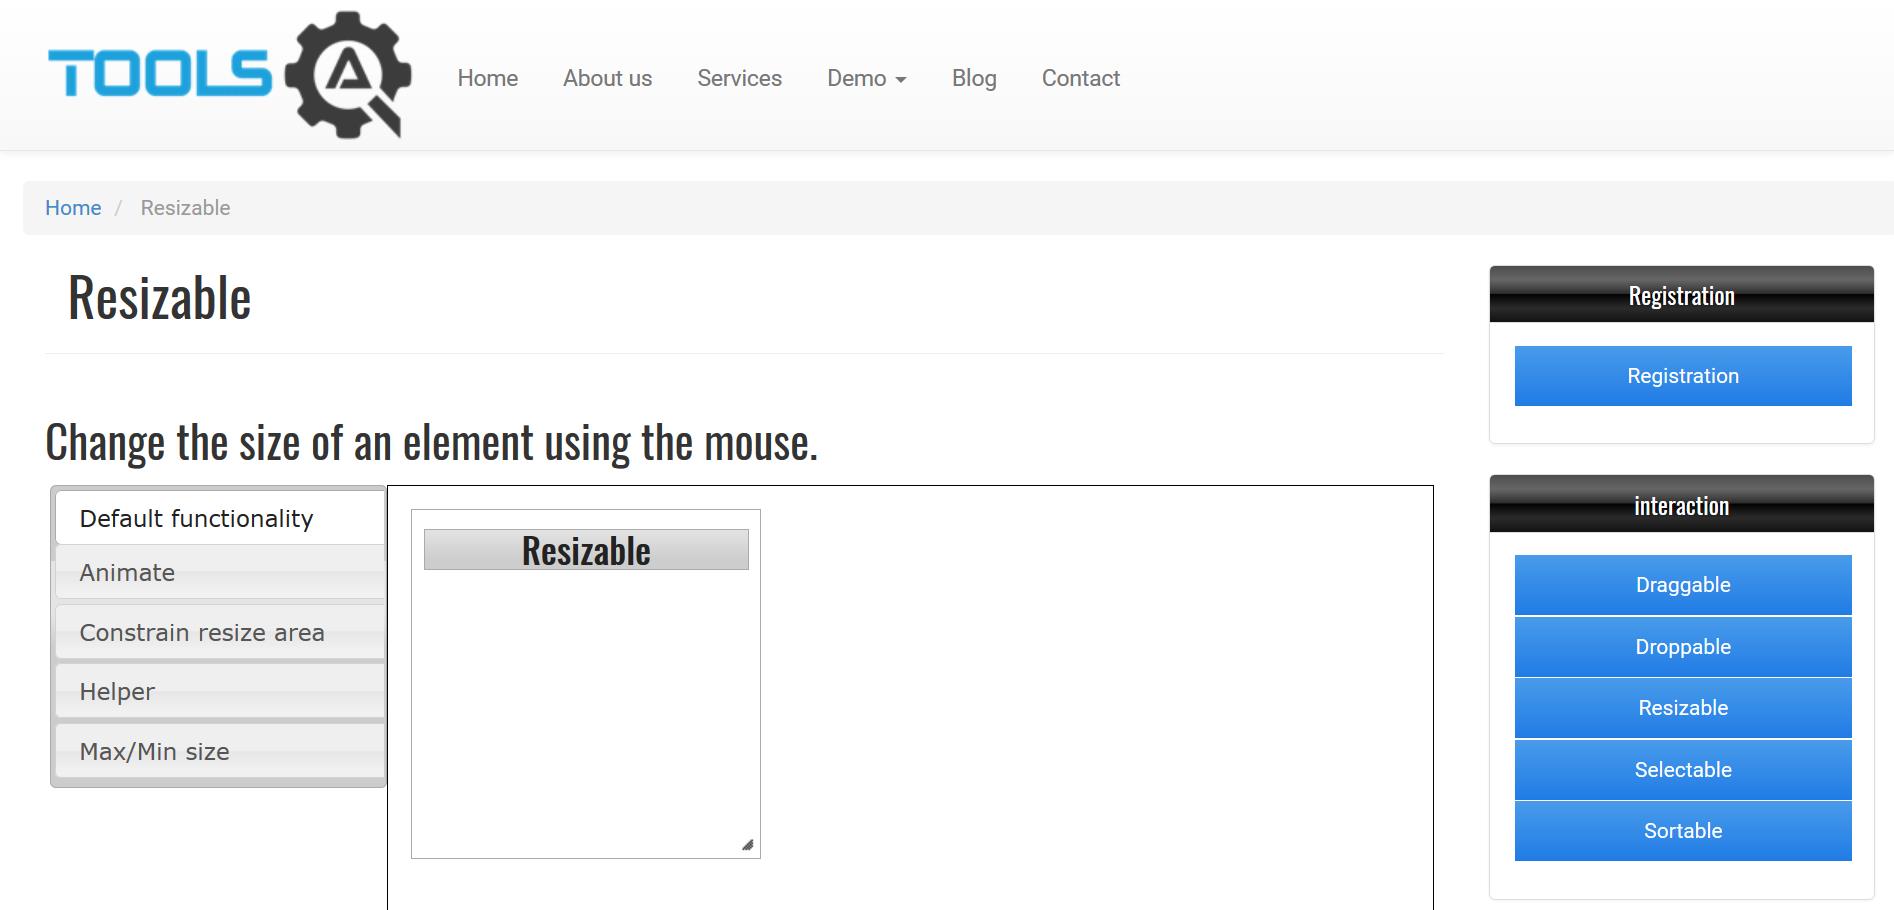 TOOLS QA
Home About us Services Demo Blog Contact
Home / Resizable
Resizable
Change the size of an element using the mouse.
Default functionality
Animate
Constrain resize area
Helper
Max/Min size
Resizable
Registration
Registration
interaction
Draggable
Droppable
Resizable
Selectable
Sortable